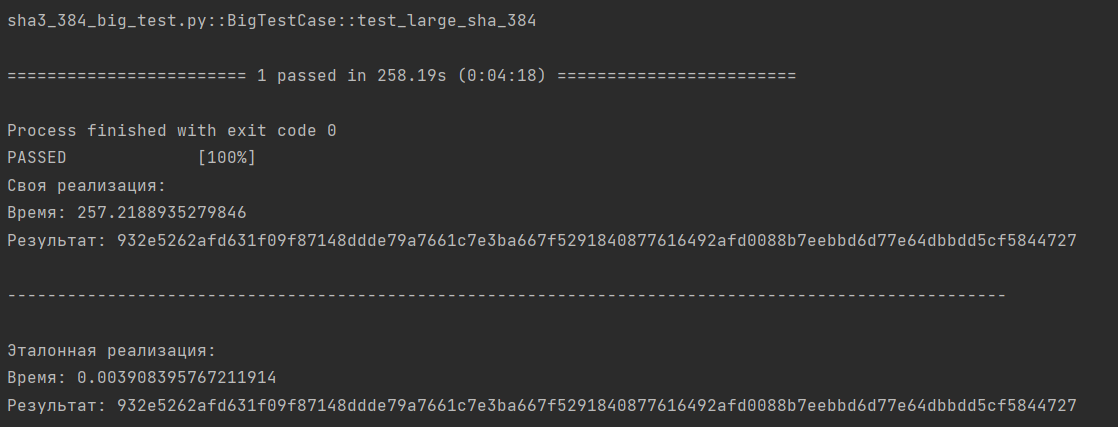 sha3_384_big_test.py::BigTestCase::test_large_sha_384
======================== 1 passed in 258.19s (0:04:18) ========================
Process finished with exit code 0
PASSED             [100%]
Своя реализация:
Время: 257.2188935279846
Результат: 932e5262afd631f09f87148ddde79a7661c7e3ba667f5291840877616492afd0088b7eebbd6d77e64dbbdd5cf5844727
----------------------------------------------------------------------------------------------------
Эталонная реализация:
Время: 0.003908395767211914
Результат: 932e5262afd631f09f87148ddde79a7661c7e3ba667f5291840877616492afd0088b7eebbd6d77e64dbbdd5cf5844727